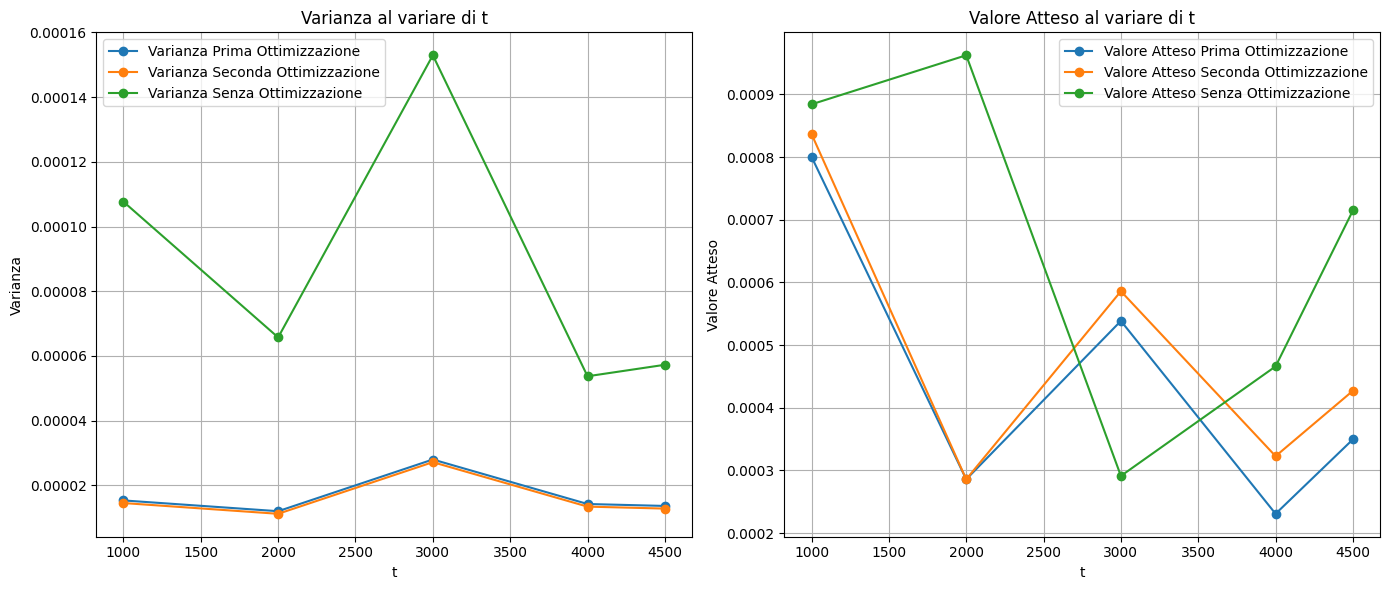 Varianza al variare di t
Varianza
0.00016
0.00014
0.00012
0.00010
0.00008
0.00006
0.00004
0.00002
Varianza Prima Ottimizzazione
Varianza Seconda Ottimizzazione
Varianza Senza Ottimizzazione
1000 1500 2000 2500 3000 3500 4000 4500
t
Valore Atteso al variare di t
Valore Atteso
0.0009
0.0008
0.0007
0.0006
0.0005
0.0004
0.0003
0.0002
Valore Atteso Prima Ottimizzazione
Valore Atteso Seconda Ottimizzazione
Valore Atteso Senza Ottimizzazione
1000 1500 2000 2500 3000 3500 4000 4500
t